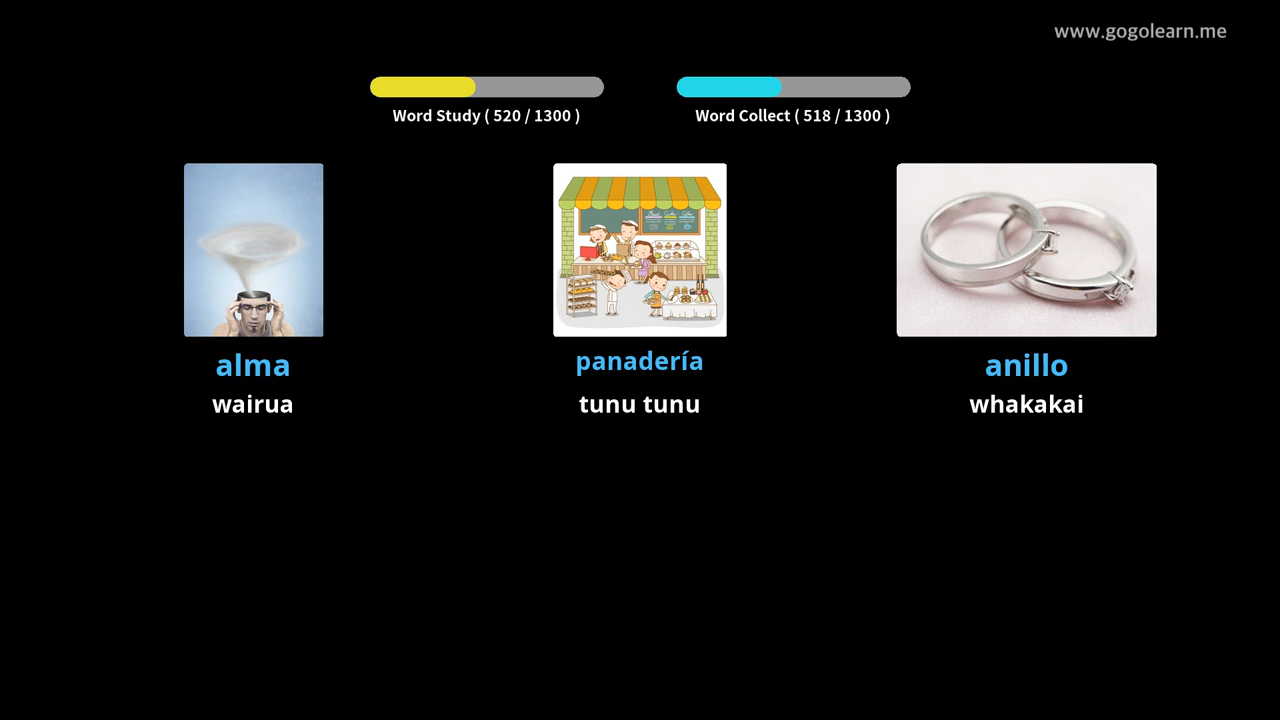 www.gogolearn.me
Word Study ( 520 / 1300 )
Word Collect ( 518 / 1300 )
alma
wairua
panadería
tunu tunu
anillo
whakakai